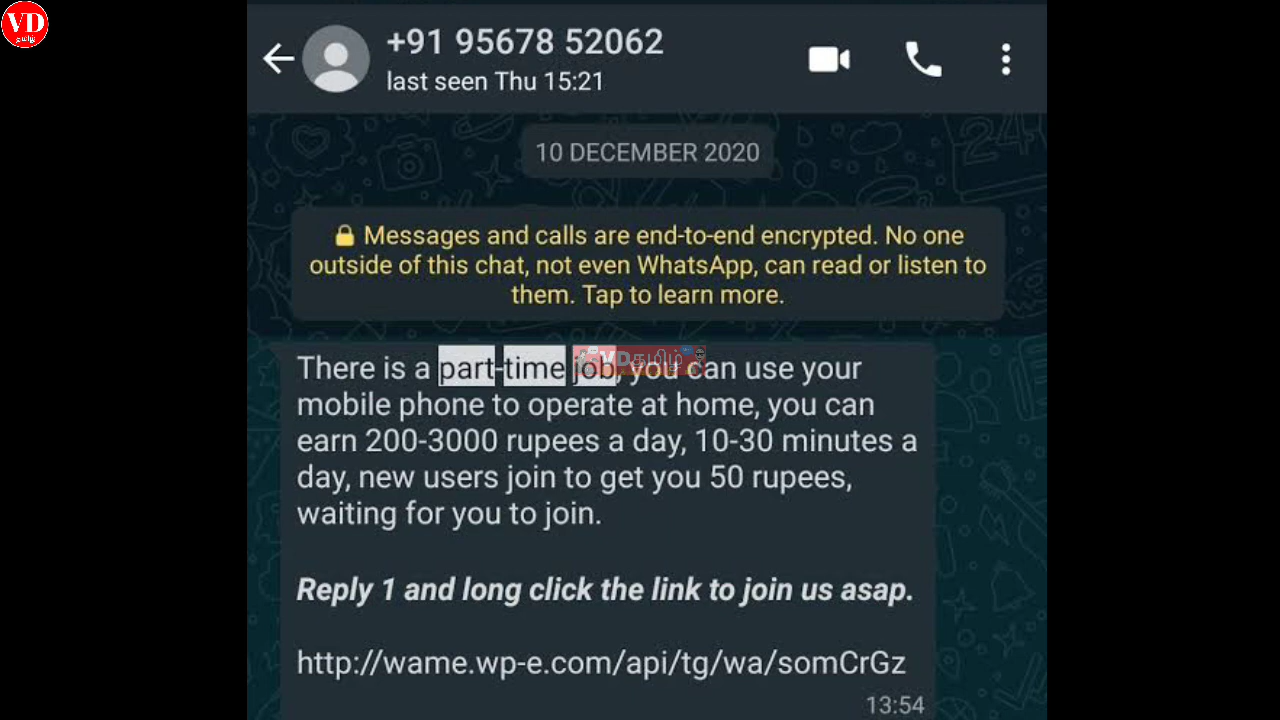 VD
தமிழ்
+91 95678 52062
last seen Thu 15:21
10 DECEMBER 2020
Messages and calls are end-to-end encrypted. No one
outside of this chat, not even WhatsApp, can read or listen to
them. Tap to learn more.
There is a part-time job, you can use your
VDதமிழ்
mobile phone to operate at home, you can
earn 200-3000 rupees a day, 10-30 minutes a
day, new users join to get you 50 rupees,
waiting for you to join.
Reply 1 and long click the link to join us asap.
http://wame.wp-e.com/api/tg/wa/somCrGz
13:54